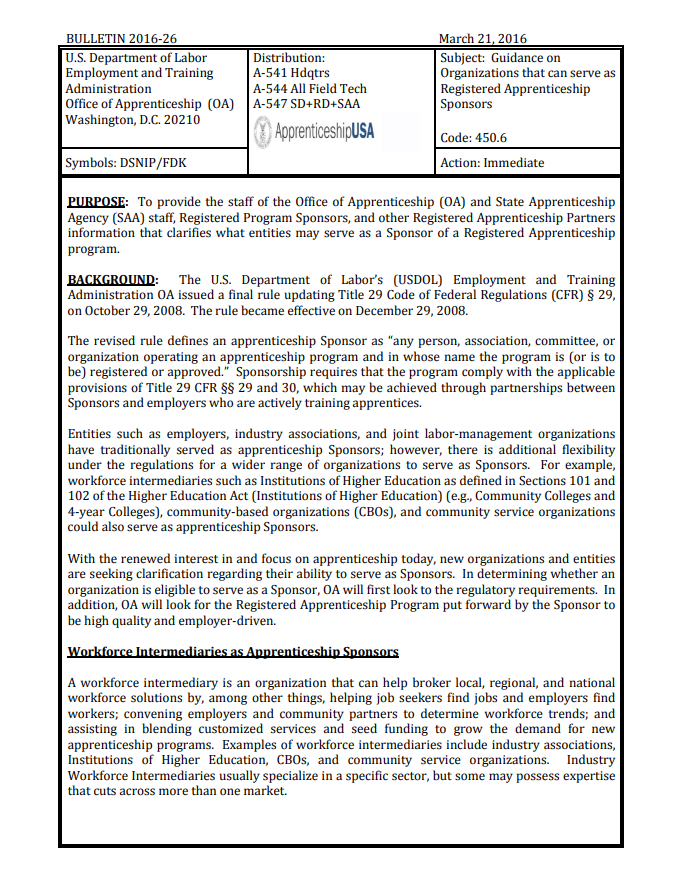 BULLETIN 2016-26
March 21, 2016
U.S. Department of Labor
Employment and Training
Administration
Office of Apprenticeship (OA)
Washington, D.C. 20210
Symbols: DSNIP/FDK
Distribution:
A-541 Hdqtrs
A-544 All Field Tech
A-547 SD+RD+SAA
ApprenticeshipUSA
Subject: Guidance on
Organizations that can serve as
Registered Apprenticeship
Sponsors
Code: 450.6
Action: Immediate
PURPOSE: To provide the staff of the Office of Apprenticeship (OA) and State Apprenticeship
Agency (SAA) staff, Registered Program Sponsors, and other Registered Apprenticeship Partners
information that clarifies what entities may serve as a Sponsor of a Registered Apprenticeship
program.
BACKGROUND: The U.S. Department of Labor's (USDOL) Employment and Training
Administration OA issued a final rule updating Title 29 Code of Federal Regulations (CFR) § 29,
on October 29, 2008. The rule became effective on December 29, 2008.
The revised rule defines an apprenticeship Sponsor as "any person, association, committee, or
organization operating an apprenticeship program and in whose name the program is (or is to
be) registered or approved." Sponsorship requires that the program comply with the applicable
provisions of Title 29 CFR §§ 29 and 30, which may be achieved through partnerships between
Sponsors and employers who are actively training apprentices.
Entities such as employers, industry associations, and joint labor-management organizations
have traditionally served as apprenticeship Sponsors; however, there is additional flexibility
under the regulations for a wider range of organizations to serve as Sponsors. For example,
workforce intermediaries such as Institutions of Higher Education as defined in Sections 101 and
102 of the Higher Education Act (Institutions of Higher Education) (e.g., Community Colleges and
4-year Colleges), community-based organizations (CBOs), and community service organizations
could also serve as apprenticeship Sponsors.
With the renewed interest in and focus on apprenticeship today, new organizations and entities
are seeking clarification regarding their ability to serve as Sponsors. In determining whether an
organization is eligible to serve as a Sponsor, OA will first look to the regulatory requirements. In
addition, OA will look for the Registered Apprenticeship Program put forward by the Sponsor to
be high quality and employer-driven.
Workforce Intermediaries as Apprenticeship Sponsors
A workforce intermediary is an organization that can help broker local, regional, and national
workforce solutions by, among other things, helping job seekers find jobs and employers find
workers; convening employers and community partners to determine workforce trends; and
assisting in blending customized services and seed funding to grow the demand for new
apprenticeship programs. Examples of workforce intermediaries include industry associations,
Institutions of Higher Education, CBOs, and community service organizations. Industry
Workforce Intermediaries usually specialize in a specific sector, but some may possess expertise
that cuts across more than one market.